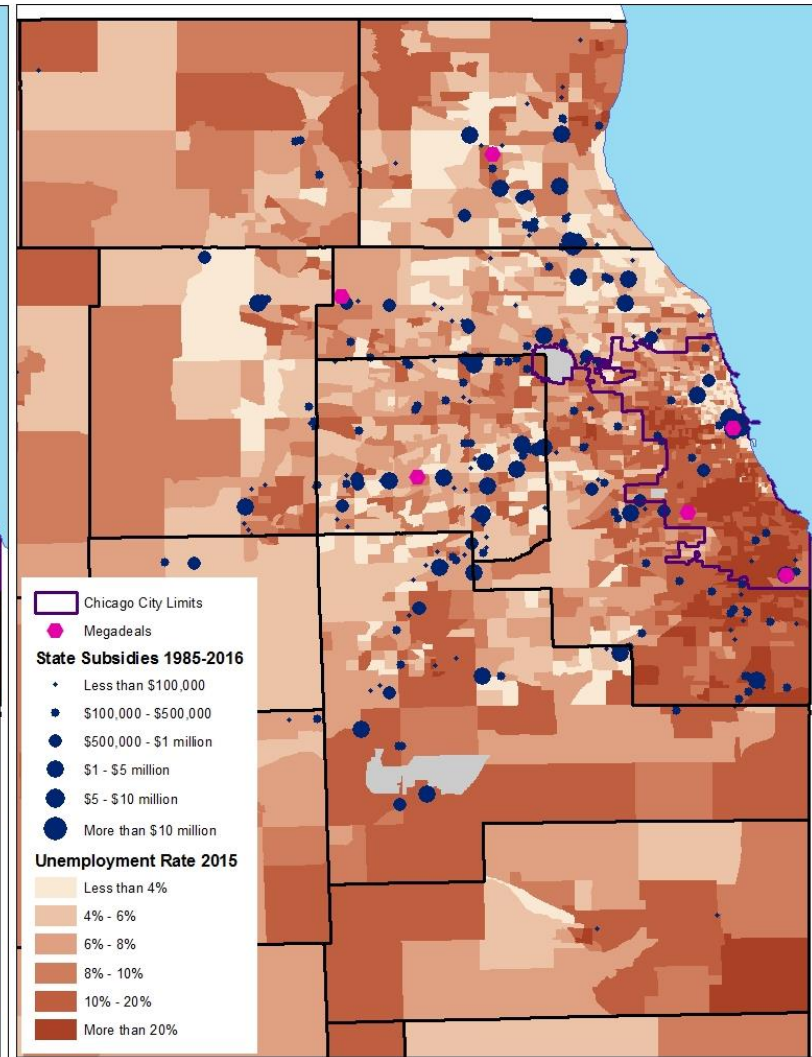 Chicago City Limits
Megadeals
State Subsidies 1985-2016
Less than $100,000
$100,000 - $500,000
$500,000 - $1 million
$1 - $5 million
$5 - $10 million
More than $10 million
Unemployment Rate 2015
Less than 4%
4% - 6%
6% - 8%
8% - 10%
10% - 20%
More than 20%